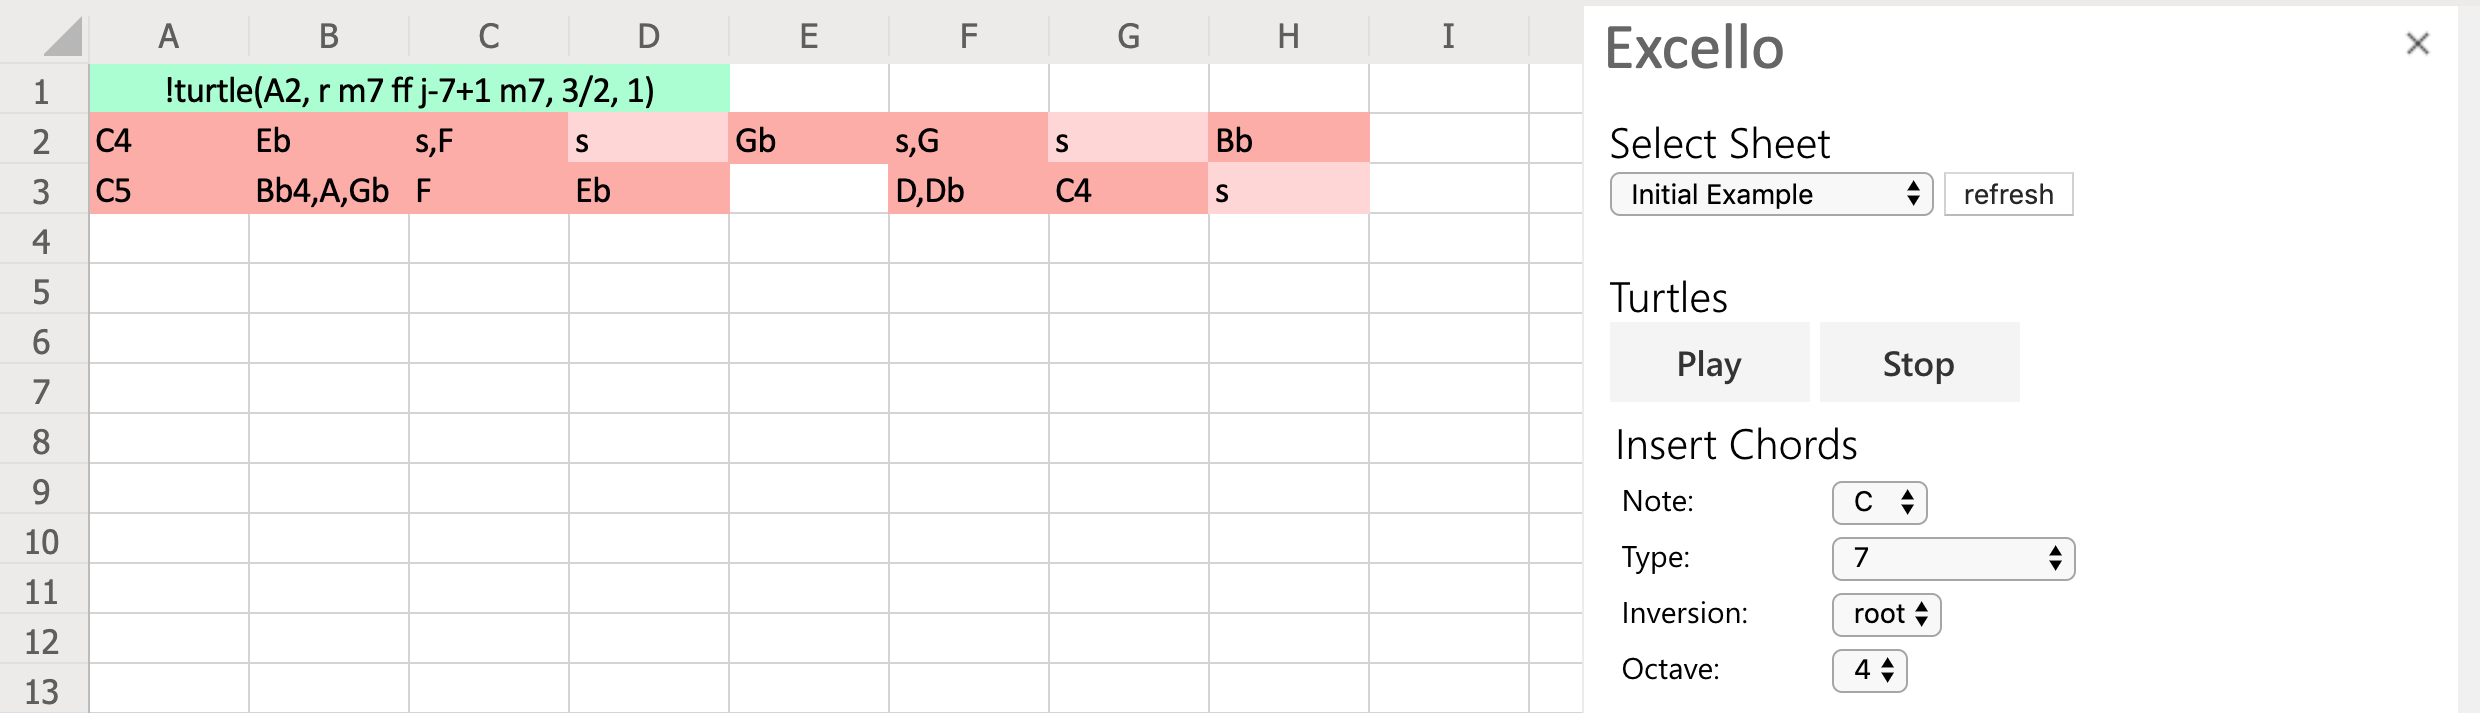 A B C D E F G H I
1 !turtle(A2, r m7 ff j-7+1 m7, 3/2, 1)
2 C4 Eb s,F s Gb s,G s Bb
3 C5 Bb4,A,Gb F Eb D,Db C4 s
4
5
6
7
8
9
10
11
12
13
Excello
Select Sheet
Initial Example refresh
Turtles
Play Stop
Insert Chords
Note: C
Type: 7
Inversion: root
Octave: 4